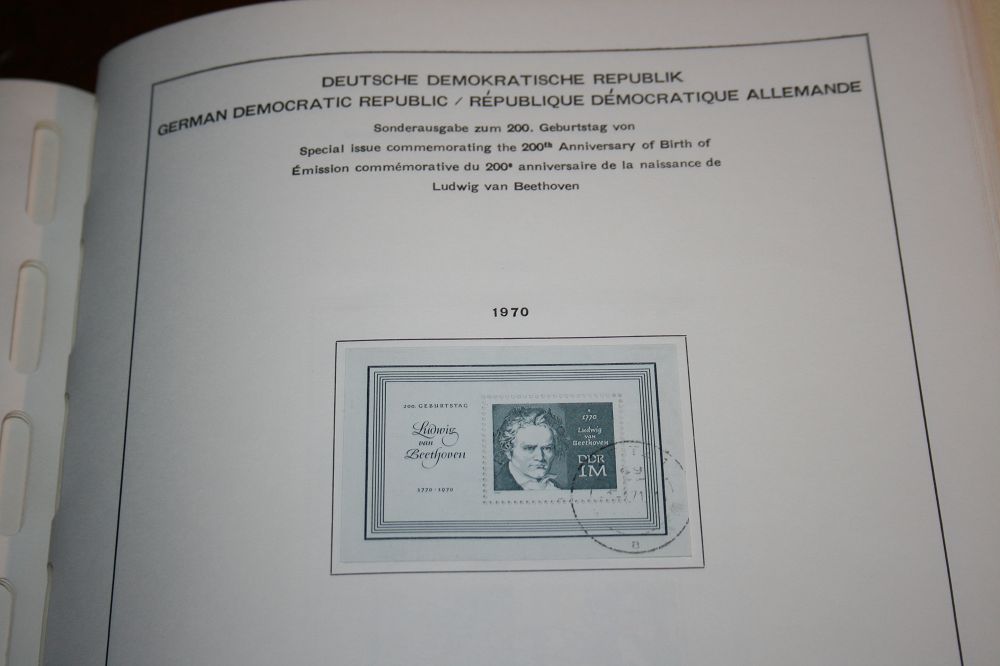 DEUTSCHE DEMOKRATISCHE REPUBLIK
GERMAN DEMOCRATIC REPUBLIC / RÉPUBLIQUE DÉMOCRATIQUE ALLEMANDE
Sonderausgabe zum 200. Geburtstag von
Special issue commemorating the 200th Anniversary of Birth of
Émission commémorative du 200e anniversaire de la naissance de
Ludwig van Beethoven
1970
200. GEBURTSTAG
Ludwig
van
Beethoven
1770 · 1970
* 1770
Ludwig
van
Beethoven
DDR
1M